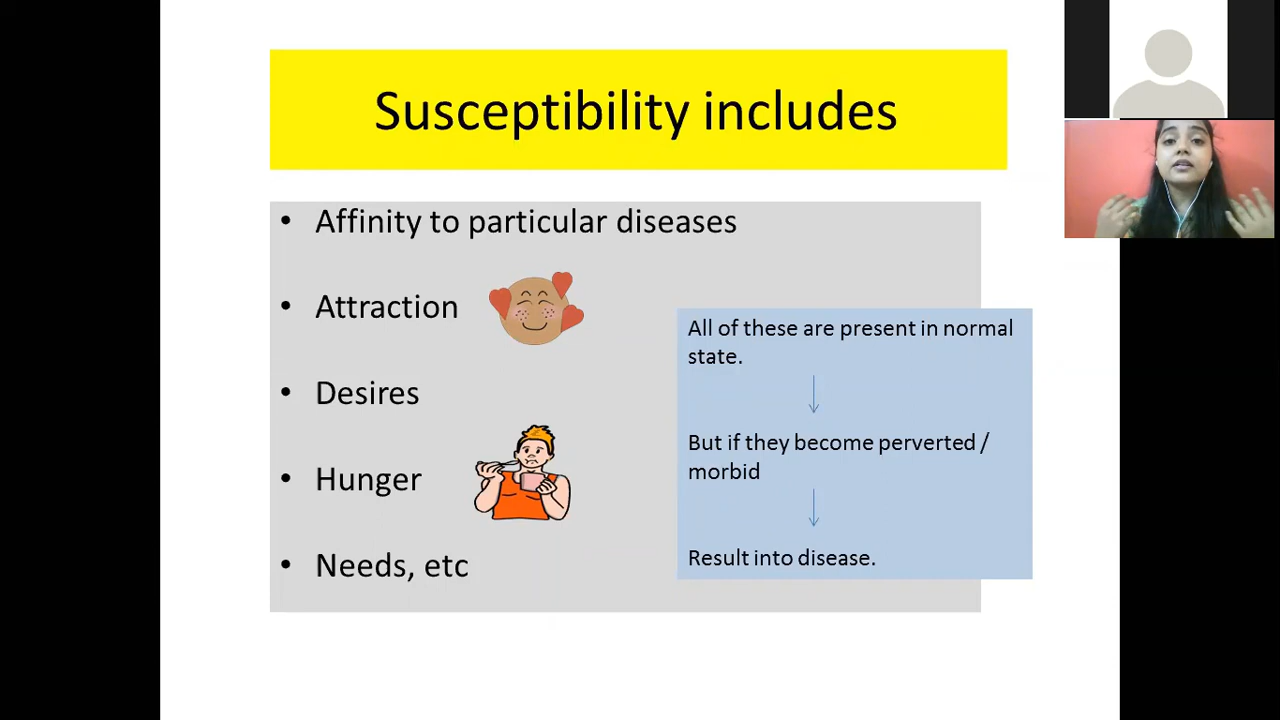 Susceptibility includes
• Affinity to particular diseases
• Attraction
• Desires
• Hunger
• Needs, etc
All of these are present in normal
state.
But if they become perverted /
morbid
Result into disease.